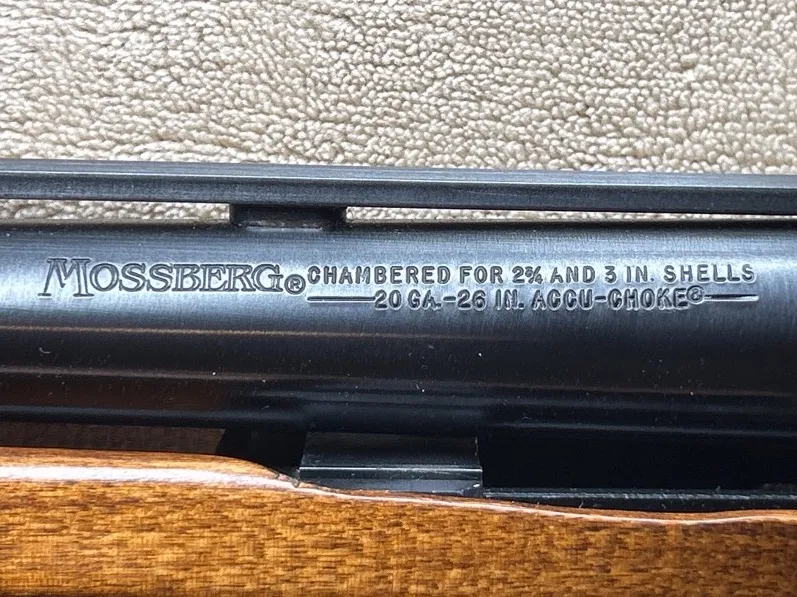 MOSSBERG® CHAMBERED FOR 2¾ AND 3 IN. SHELLS
20 GA.-26 IN. ACCU-CHOKE®